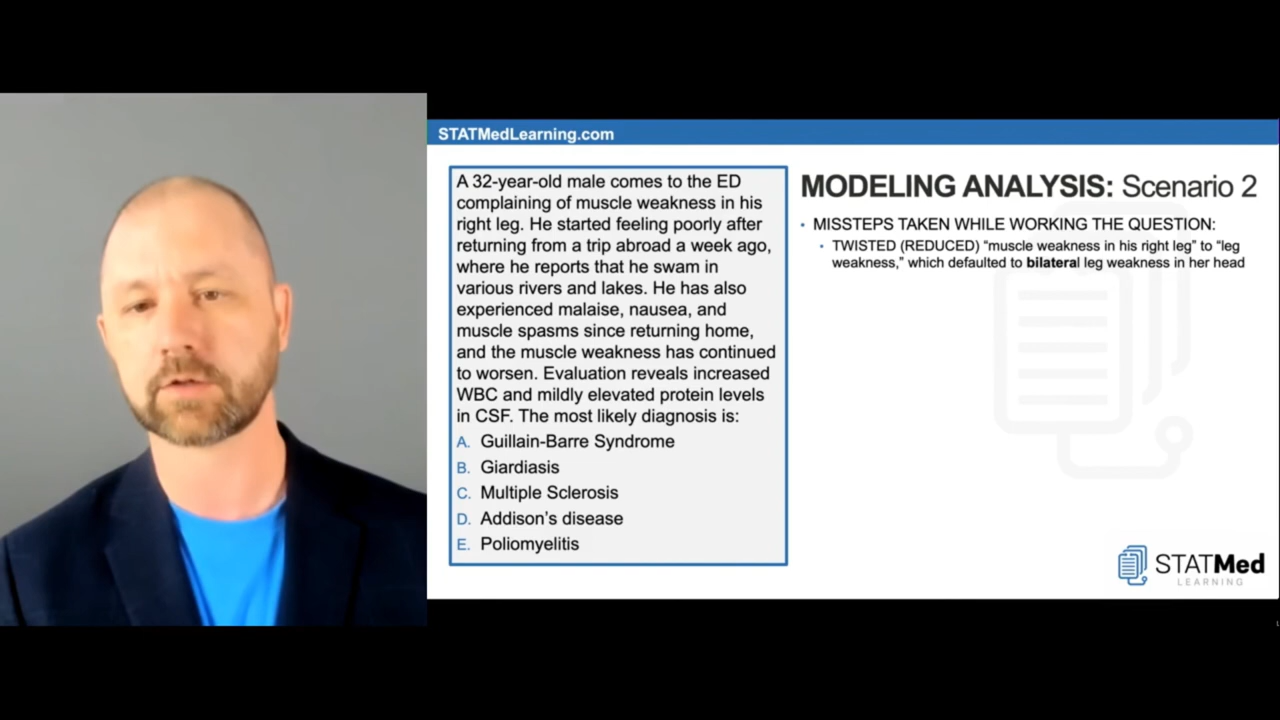 STATMedLearning.com
A 32-year-old male comes to the ED
complaining of muscle weakness in his
right leg. He started feeling poorly after
returning from a trip abroad a week ago,
where he reports that he swam in
various rivers and lakes. He has also
experienced malaise, nausea, and
muscle spasms since returning home,
and the muscle weakness has continued
to worsen. Evaluation reveals increased
WBC and mildly elevated protein levels
in CSF. The most likely diagnosis is:
A. Guillain-Barre Syndrome
B. Giardiasis
C. Multiple Sclerosis
D. Addison’s disease
E. Poliomyelitis
MODELING ANALYSIS: Scenario 2
• MISSTEPS TAKEN WHILE WORKING THE QUESTION:
• TWISTED (REDUCED) “muscle weakness in his right leg” to “leg
weakness,” which defaulted to bilateral leg weakness in her head
STATMed
LEARNING